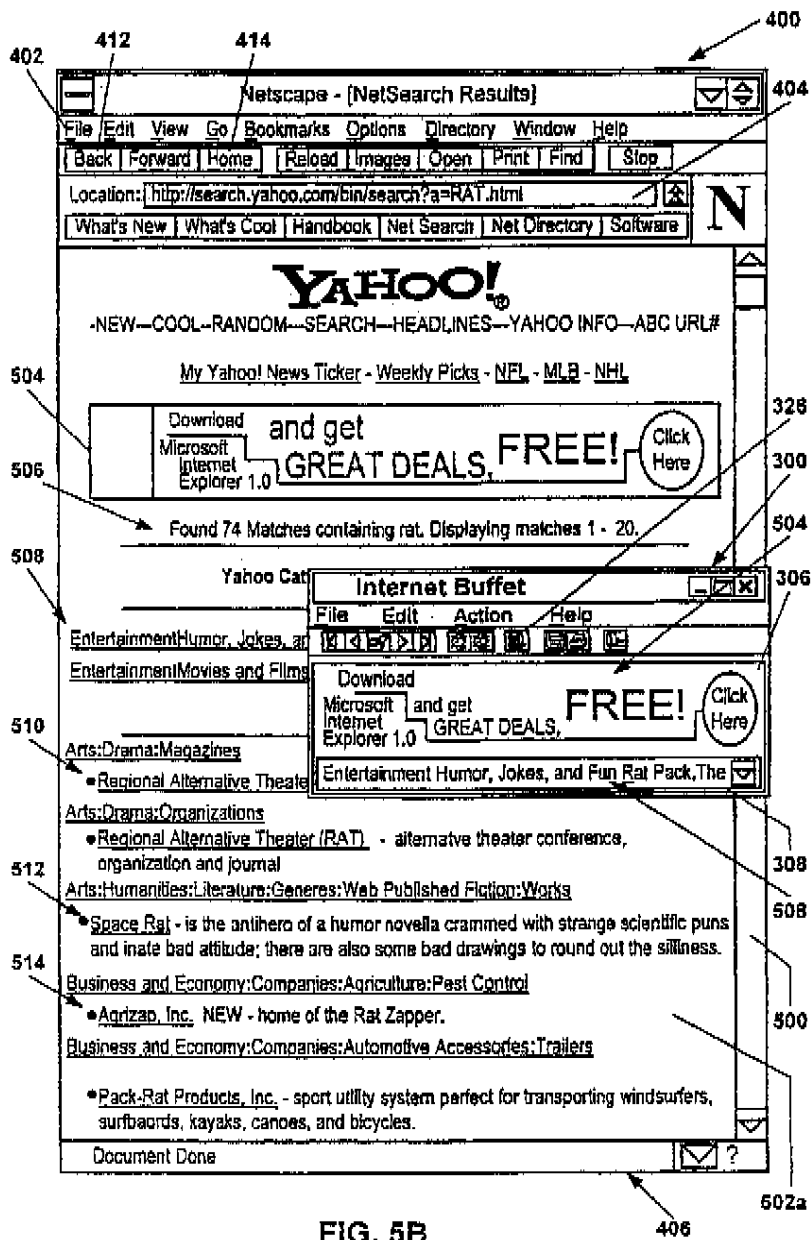 400
402
412
414
Netscape - [NetSearch Results]
404
File Edit View Go Bookmarks Options Directory Window Help
Back Forward Home Reload Images Open Print Find Stop
Location: http://search.yahoo.com/bin/search?a=RAT.html
N
What's New What's Cool Handbook Net Search Net Directory Software
YAHOO!®
-NEW---COOL--RANDOM---SEARCH---HEADLINES---YAHOO INFO---ABC URL#
My Yahoo! News Ticker - Weekly Picks - NFL - MLB - NHL
504
326
300
504
306
Download
Microsoft
Internet
Explorer 1.0
and get
GREAT DEALS,
FREE!
Click
Here
506
Found 74 Matches containing rat. Displaying matches 1 - 20.
508
Yahoo Cat
Internet Buffet
File Edit Action Help
EntertainmentHumor, Jokes, an
EntertainmentMovies and Films
Download
Microsoft
Internet
Explorer 1.0
and get
GREAT DEALS,
FREE!
Click
Here
Entertainment Humor, Jokes, and Fun Rat Pack,The
510
Arts:Drama:Magazines
•Regional Alternative Theate
308
Arts:Drama:Organizations
•Regional Alternative Theater (RAT) - alternatve theater conference,
organization and journal
508
512
Arts:Humanities:Literature:Generes:Web Published Fiction:Works
•Space Rat - is the antihero of a humor novella crammed with strange scientific puns
and inate bad attitude; there are also some bad drawings to round out the silliness.
514
Business and Economy:Companies:Agriculture:Pest Control
•Agrizap, Inc. NEW - home of the Rat Zapper.
500
Business and Economy:Companies:Automotive Accessories:Trailers
•Pack-Rat Products, Inc. - sport utility system perfect for transporting windsurfers,
surfbaords, kayaks, canoes, and bicycles.
Document Done
?
502a
406
FIG. 5B